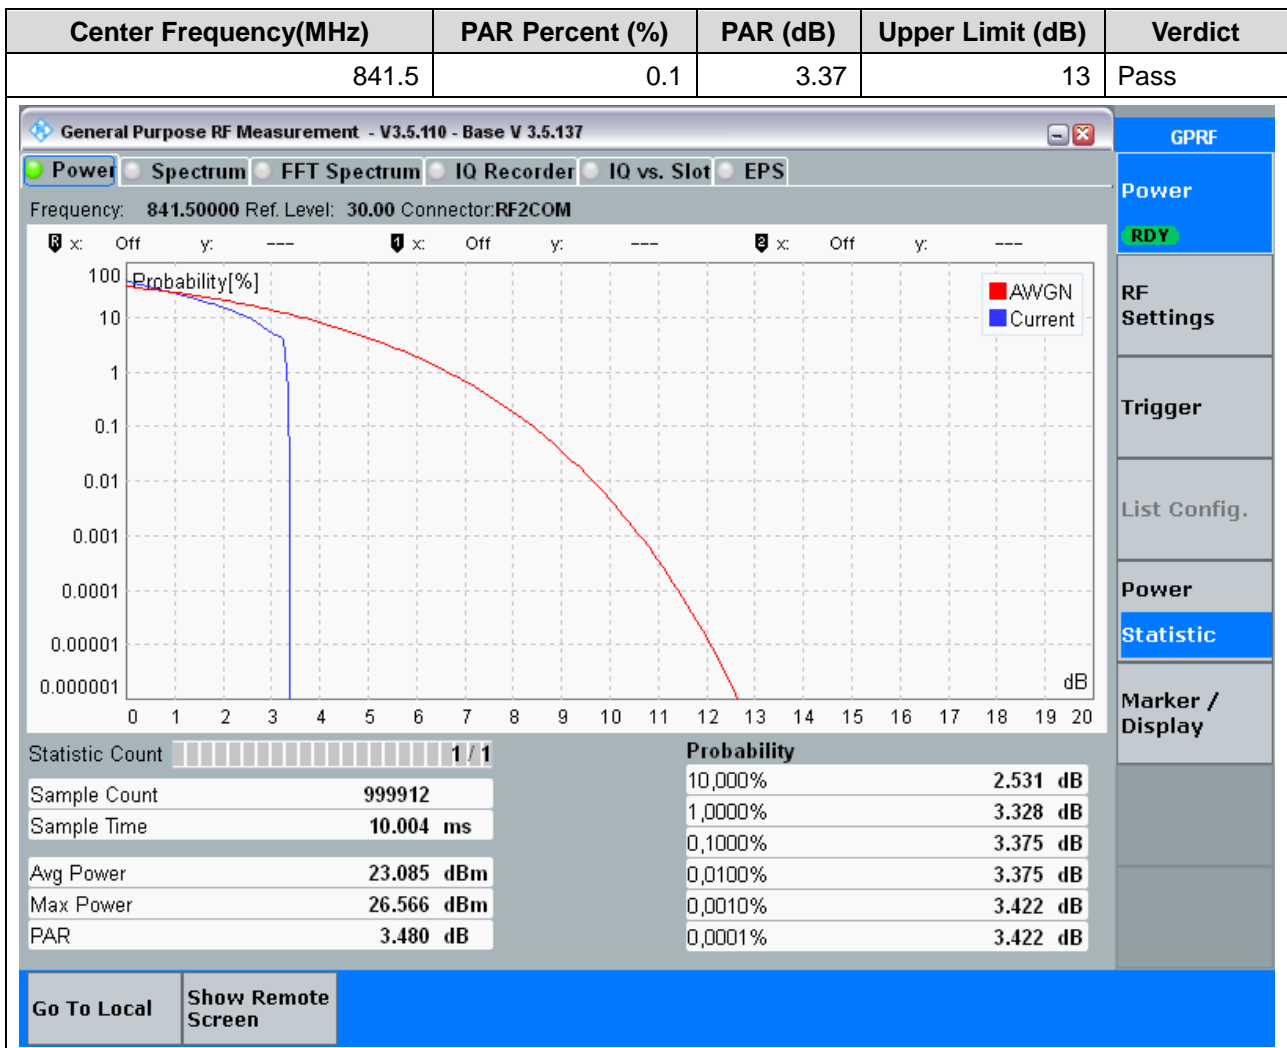 Center Frequency(MHz) PAR Percent (%) PAR (dB) Upper Limit (dB) Verdict
841.5 0.1 3.37 13 Pass
General Purpose RF Measurement - V3.5.110 - Base V 3.5.137
GPRF
Power Spectrum FFT Spectrum IQ Recorder IQ vs. Slot EPS
Power
RDY
Frequency: 841.50000 Ref. Level: 30.00 Connector:RF2COM
R x: Off y: --- 1 x: Off y: --- 2 x: Off y: ---
Probability[%]
AWGN
Current
100
10
1
0.1
0.01
0.001
0.0001
0.00001
0.000001
dB
0 1 2 3 4 5 6 7 8 9 10 11 12 13 14 15 16 17 18 19 20
RF
Settings
Trigger
List Config.
Power
Statistic
Marker /
Display
Statistic Count 1 / 1
Sample Count 999912
Sample Time 10.004 ms
Avg Power 23.085 dBm
Max Power 26.566 dBm
PAR 3.480 dB
Probability
10,000% 2.531 dB
1,0000% 3.328 dB
0,1000% 3.375 dB
0,0100% 3.375 dB
0,0010% 3.422 dB
0,0001% 3.422 dB
Go To Local
Show Remote
Screen